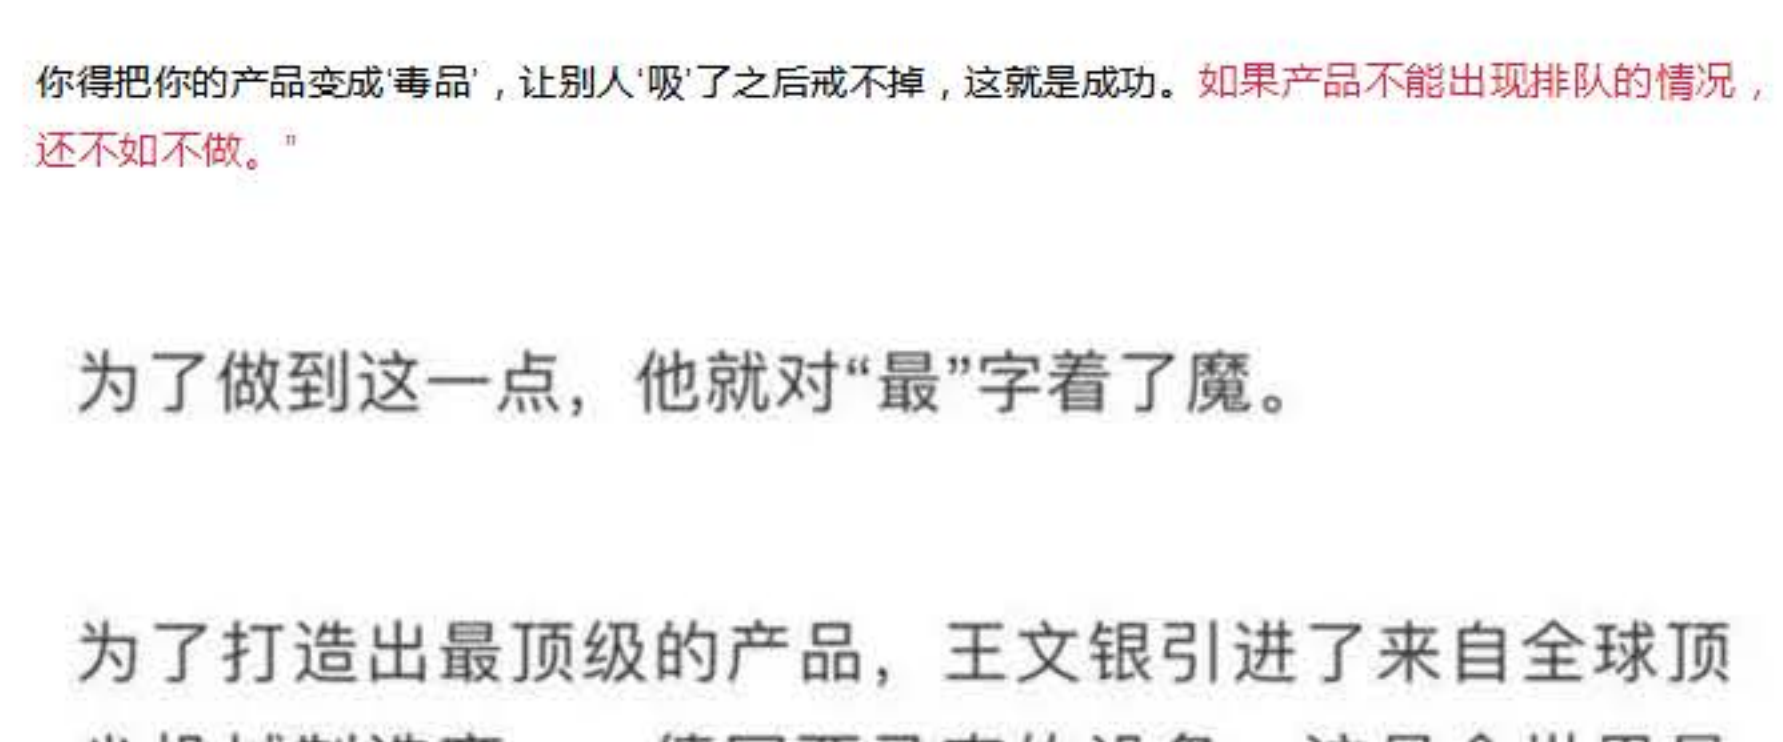 你得把你的产品变成'毒品'，让别人'吸'了之后戒不掉，这就是成功。如果产品不能出现排队的情况，
还不如不做。”
为了做到这一点，他就对“最”字着了魔。
为了打造出最顶级的产品，王文银引进了来自全球顶